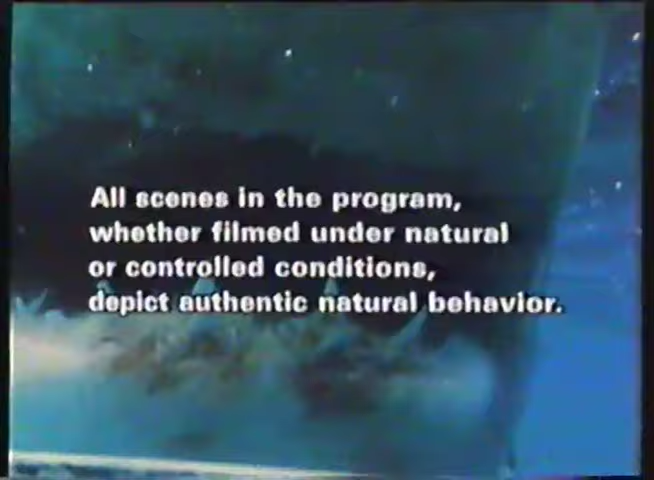 All scenes in the program,
whether filmed under natural
or controlled conditions,
depict authentic natural behavior.